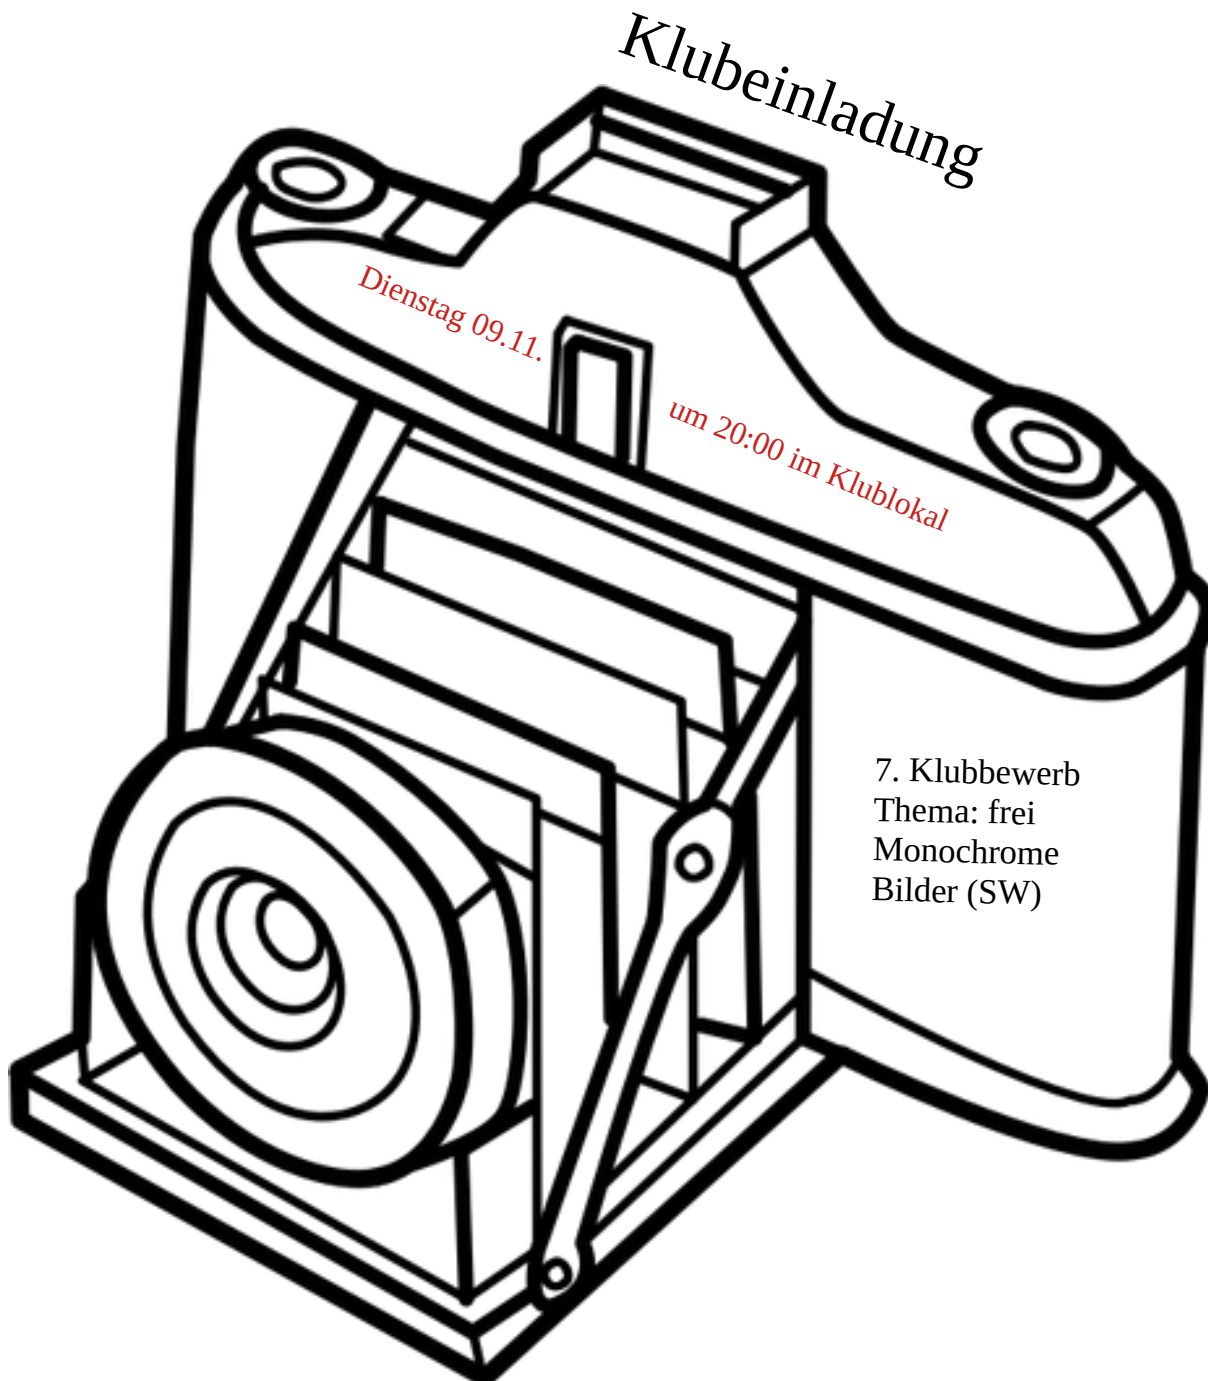 Klubeinladung
Dienstag 09.11.
um 20:00 im Klublokal
7. Klubbewerb
Thema: frei
Monochrome
Bilder (SW)